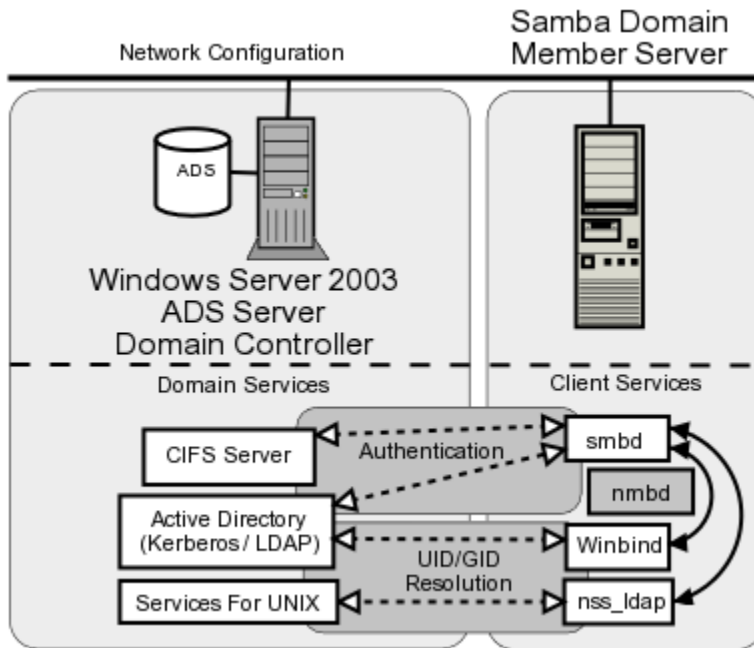 Network Configuration
Samba Domain
Member Server
ADS
Windows Server 2003
ADS Server
Domain Controller
Domain Services
Client Services
CIFS Server
Authentication
smbd
nmbd
Active Directory
(Kerberos / LDAP)
UID/GID
Resolution
Winbind
Services For UNIX
nss_ldap